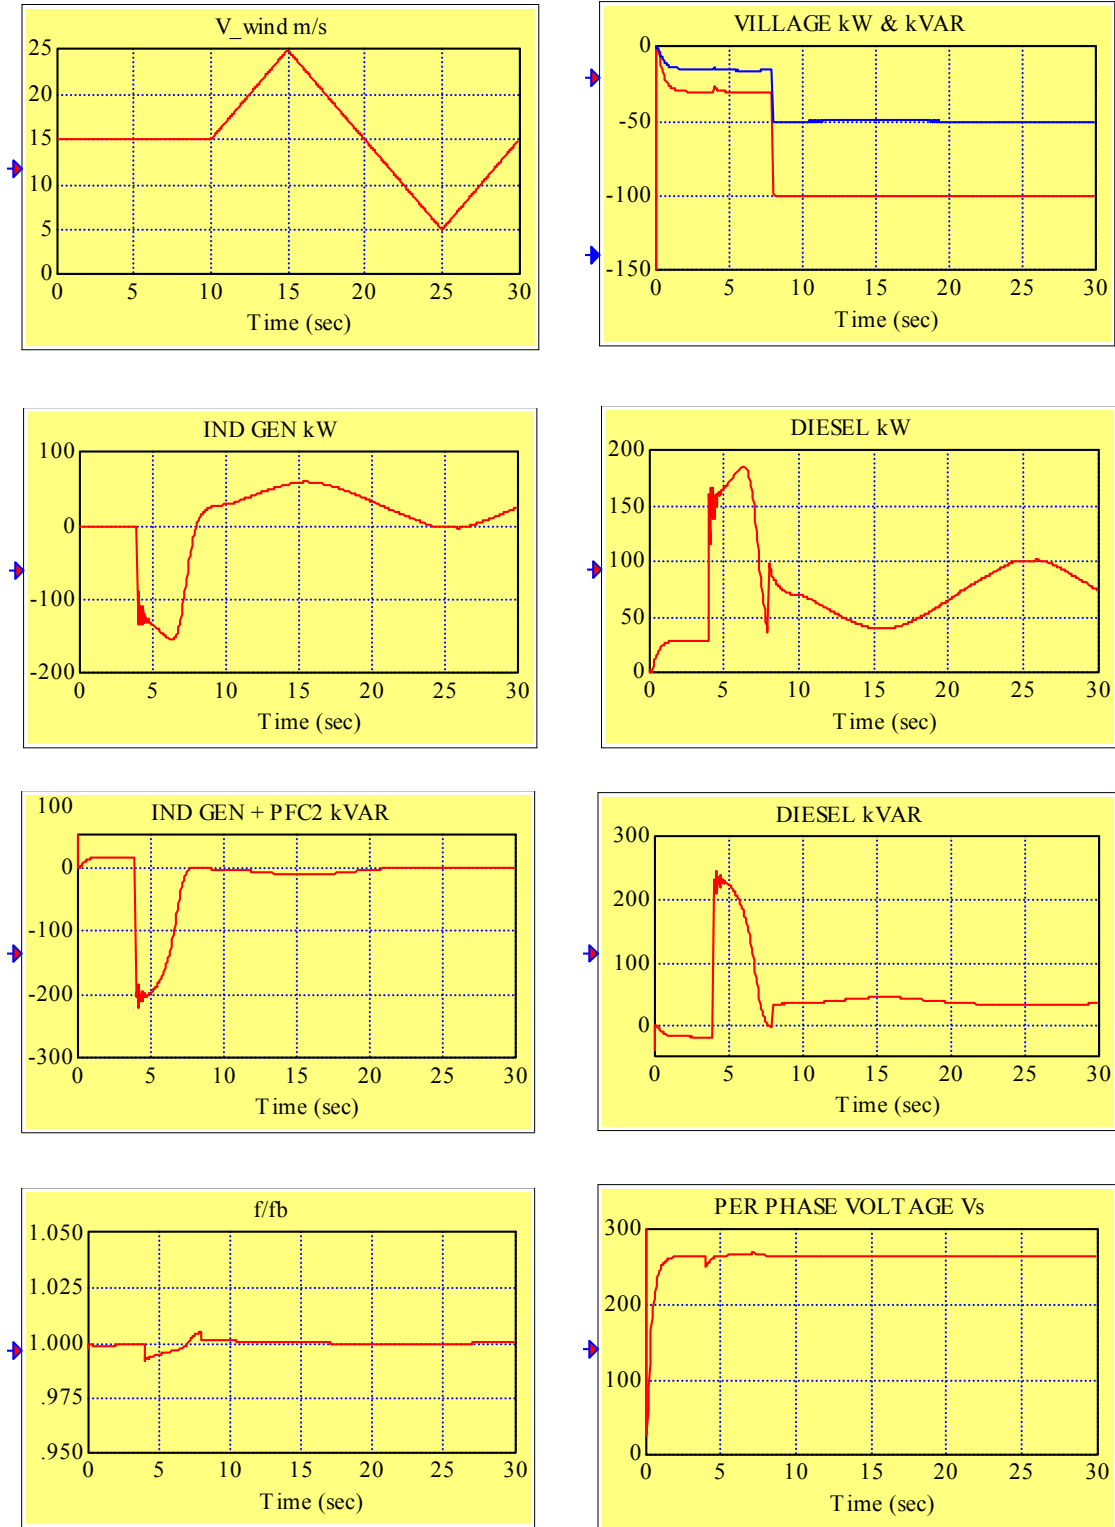 V_wind m/s
25
20
15
10
5
0
0 5 10 15 20 25 30
Time (sec)
VILLAGE kW & kVAR
0
-50
-100
-150
0 5 10 15 20 25 30
Time (sec)
IND GEN kW
100
0
-100
-200
0 5 10 15 20 25 30
Time (sec)
DIESEL kW
200
150
100
50
0
0 5 10 15 20 25 30
Time (sec)
IND GEN + PFC2 kVAR
100
0
-100
-200
-300
0 5 10 15 20 25 30
Time (sec)
DIESEL kVAR
300
200
100
0
0 5 10 15 20 25 30
Time (sec)
f/fb
1.050
1.025
1.000
.975
.950
0 5 10 15 20 25 30
Time (sec)
PER PHASE VOLTAGE Vs
300
200
100
0
0 5 10 15 20 25 30
Time (sec)